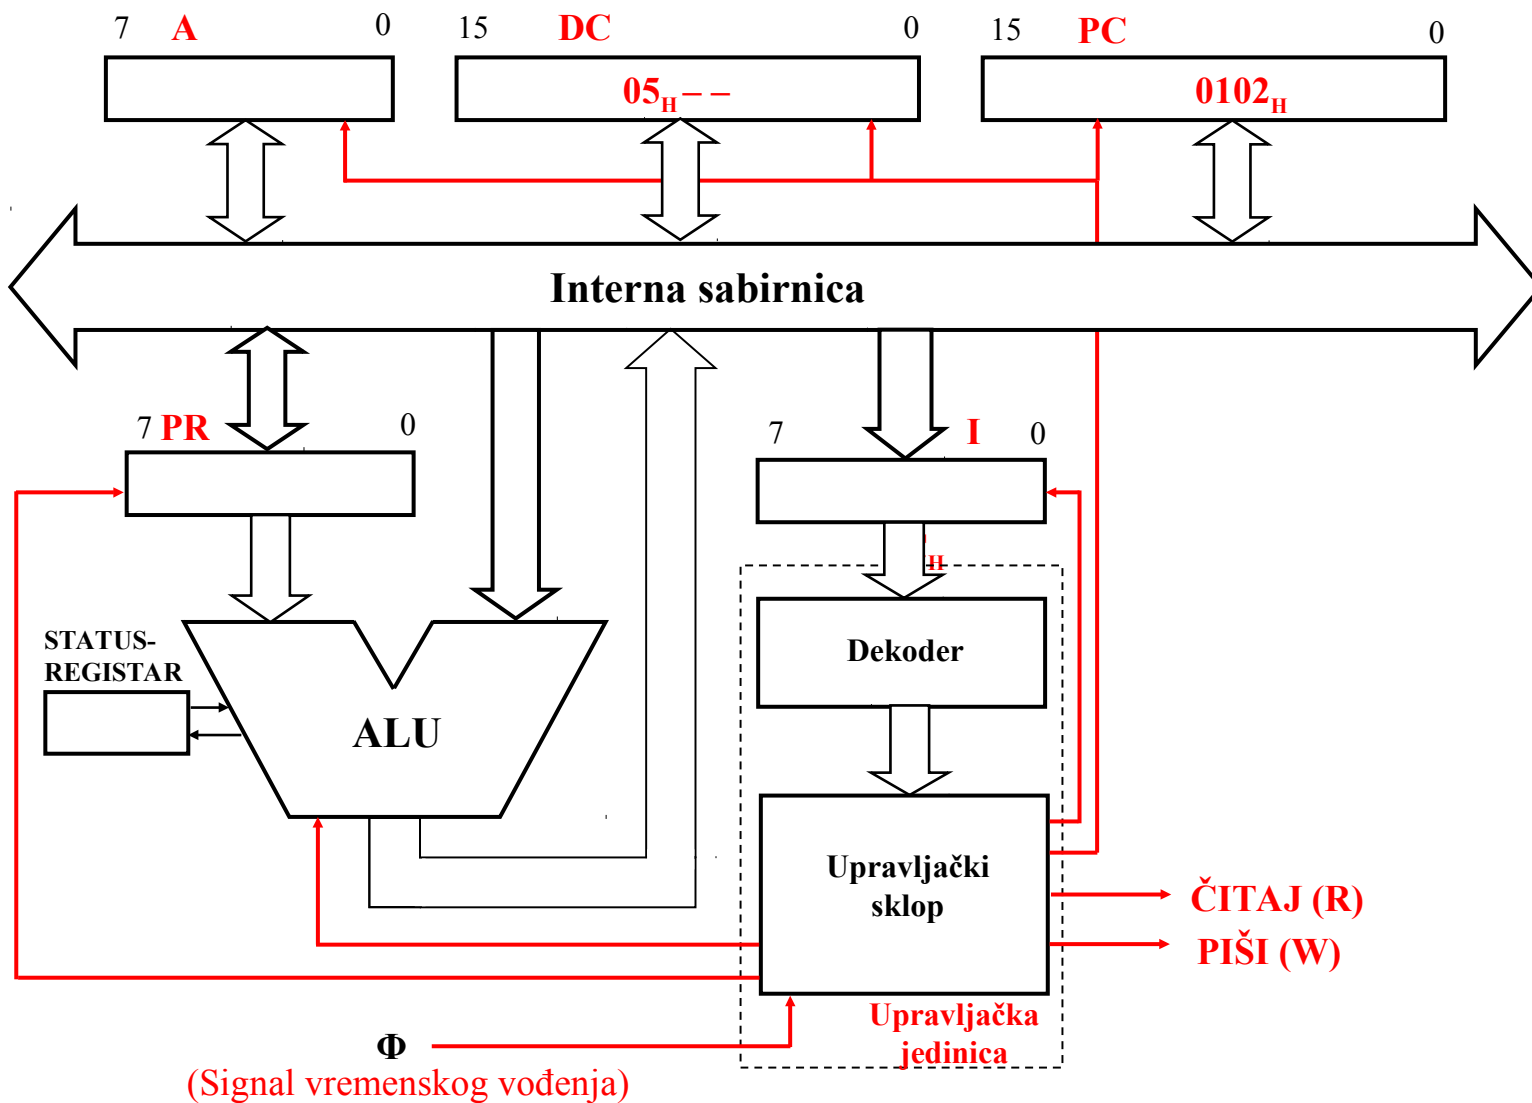 7 A 0
15 DC 0
15 PC 0
05H – –
0102H
Interna sabirnica
7 PR 0
7 I 0
H
STATUS-
REGISTAR
Dekoder
ALU
Upravljački
sklop
ČITAJ (R)
PIŠI (W)
Upravljačka
jedinica
Φ
(Signal vremenskog vođenja)